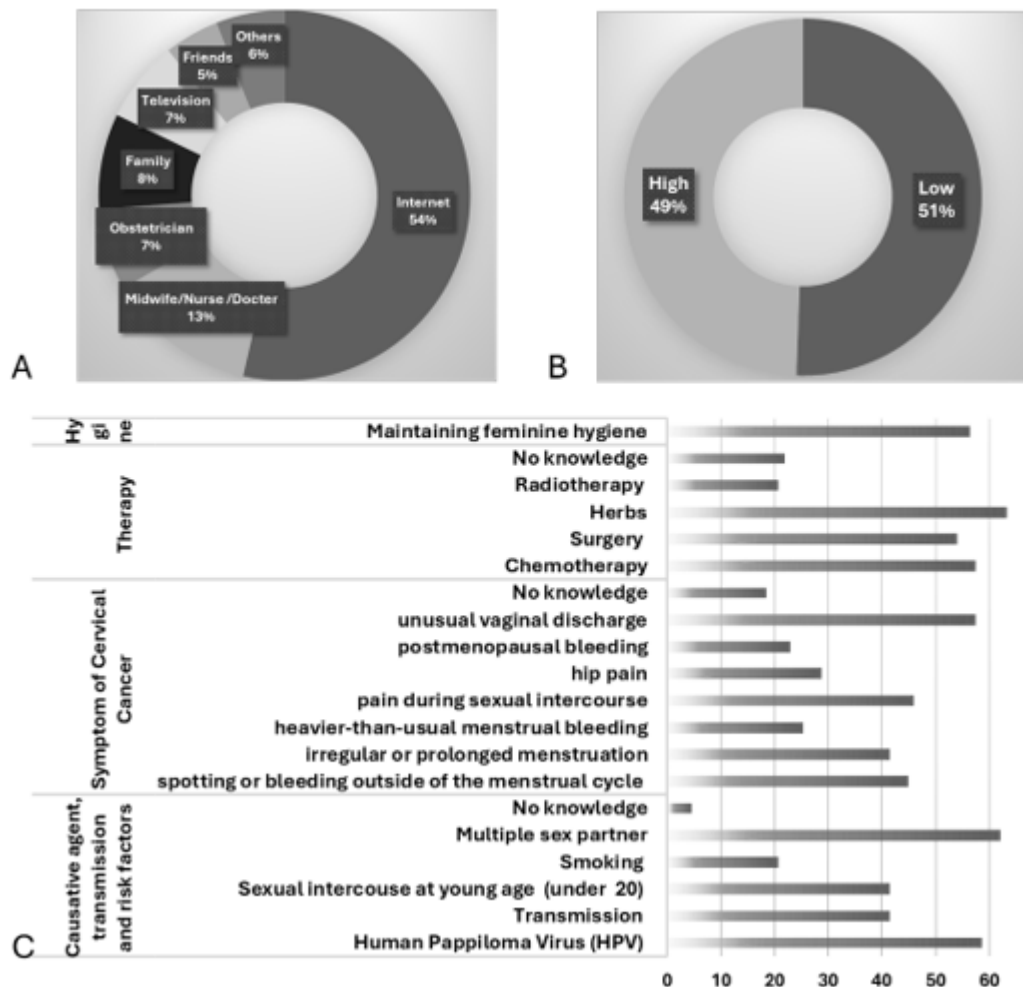 Others
6%
Friends
5%
Television
7%
Family
8%
Internet
54%
Obstetrician
7%
Midwife/Nurse /Docter
13%
A
High
49%
Low
51%
B
Hy
gi
ne
Maintaining feminine hygiene
Therapy
No knowledge
Radiotherapy
Herbs
Surgery
Chemotherapy
Symptom of Cervical
Cancer
No knowledge
unusual vaginal discharge
postmenopausal bleeding
hip pain
pain during sexual intercourse
heavier-than-usual menstrual bleeding
irregular or prolonged menstruation
spotting or bleeding outside of the menstrual cycle
Causative agent,
transmission
and risk factors
No knowledge
Multiple sex partner
Smoking
Sexual intercouse at young age (under 20)
Transmission
Human Pappiloma Virus (HPV)
C
0 10 20 30 40 50 60